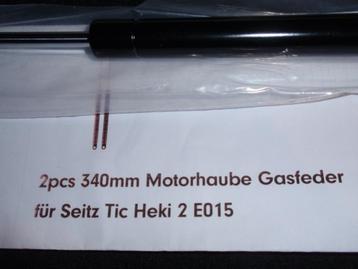 2pcs 340mm Motorhaube Gasfeder
für Seitz Tic Heki 2 E015